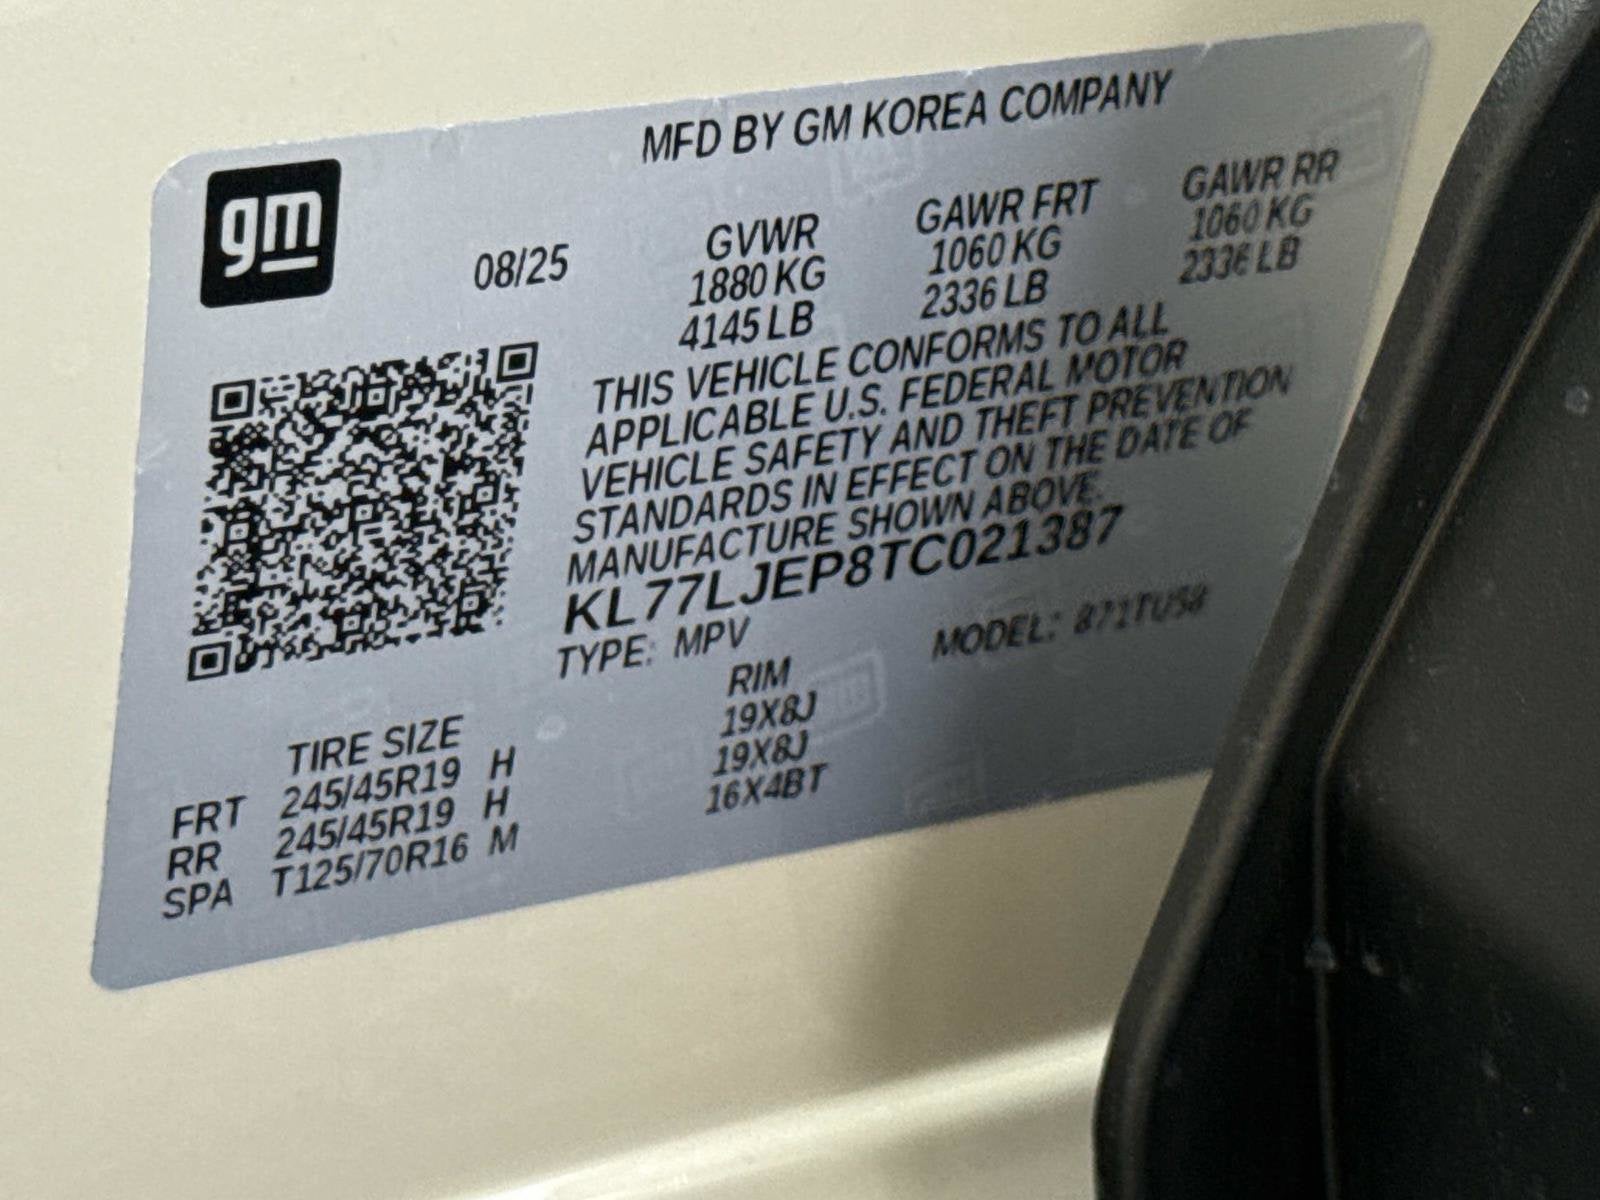 MFD BY GM KOREA COMPANY
gm
08/25
GVWR GAWR FRT GAWR RR
1880 KG 1060 KG 1060 KG
4145 LB 2336 LB 2336 LB
THIS VEHICLE CONFORMS TO ALL
APPLICABLE U.S. FEDERAL MOTOR
VEHICLE SAFETY AND THEFT PREVENTION
STANDARDS IN EFFECT ON THE DATE OF
MANUFACTURE SHOWN ABOVE.
KL77LJEP8TC021387
TYPE: MPV MODEL:
TIRE SIZE RIM
FRT 245/45R19 H 19X8J
RR 245/45R19 H 19X8J
SPA T125/70R16 M 16X4BT